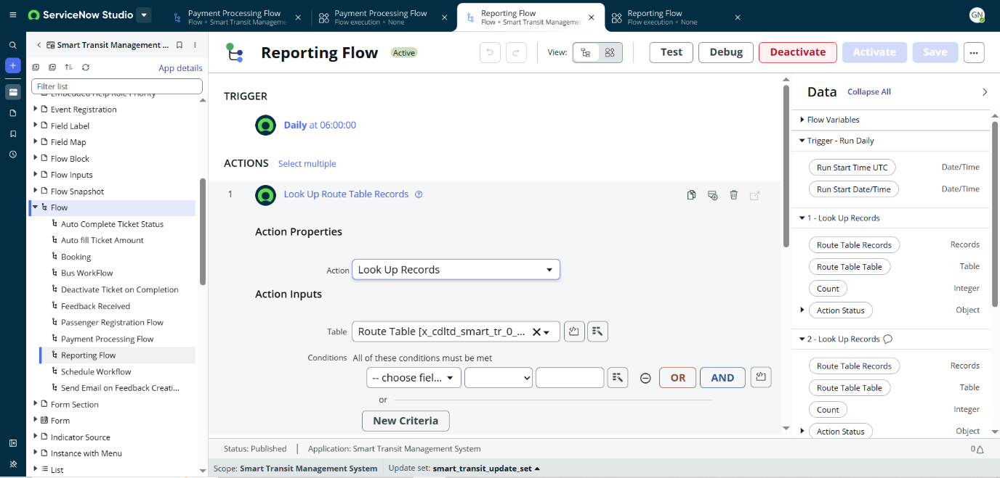 ServiceNow Studio
Payment Processing Flow
Flow • Smart Transit Manageme
Payment Processing Flow
Flow execution • None
Reporting Flow
Flow • Smart Transit Manageme
Reporting Flow
Flow execution • None
GN
Smart Transit Management ...
App details
Filter list
Embedded Help Role Priority
Event Registration
Field Label
Field Map
Flow Block
Flow Inputs
Flow Snapshot
Flow
Auto Complete Ticket Status
Auto fill Ticket Amount
Booking
Bus WorkFlow
Deactivate Ticket on Completion
Feedback Received
Passenger Registration Flow
Payment Processing Flow
Reporting Flow
Schedule Workflow
Send Email on Feedback Creati...
Form Section
Form
Indicator Source
Instance with Menu
List
Reporting Flow
Active
View:
Test
Debug
Deactivate
Activate
Save
TRIGGER
Daily at 06:00:00
ACTIONS
Select multiple
1
Look Up Route Table Records
Action Properties
Action
Look Up Records
Action Inputs
Table
Route Table [x_cdltd_smart_tr_0_...
Conditions
All of these conditions must be met
-- choose fiel...
OR
AND
or
New Criteria
Data
Collapse All
Flow Variables
Trigger - Run Daily
Run Start Time UTC
Date/Time
Run Start Date/Time
Date/Time
1 - Look Up Records
Route Table Records
Records
Route Table Table
Table
Count
Integer
Action Status
Object
2 - Look Up Records
Route Table Records
Records
Route Table Table
Table
Count
Integer
Action Status
Object
Status: Published
Application: Smart Transit Management System
0
Scope: Smart Transit Management System
Update set: smart_transit_update_set